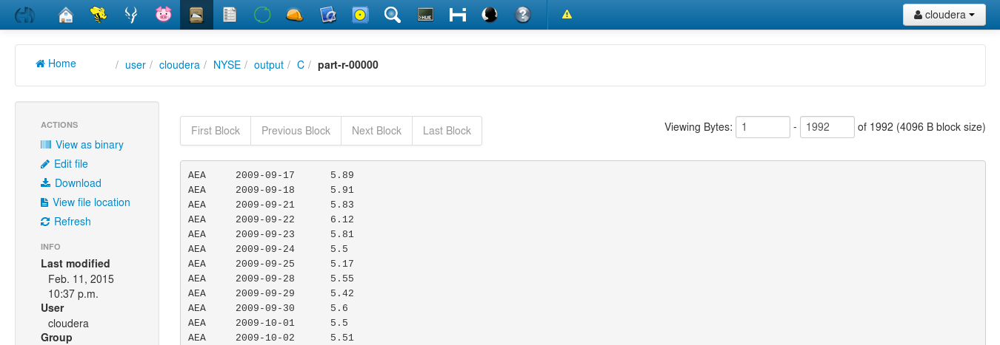 HUE
cloudera
Home / user / cloudera / NYSE / output / C / part-r-00000
ACTIONS
View as binary
Edit file
Download
View file location
Refresh
INFO
Last modified
Feb. 11, 2015
10:37 p.m.
User
cloudera
Group
First Block Previous Block Next Block Last Block
Viewing Bytes: 1 - 1992 of 1992 (4096 B block size)
AEA 2009-09-17 5.89
AEA 2009-09-18 5.91
AEA 2009-09-21 5.83
AEA 2009-09-22 6.12
AEA 2009-09-23 5.81
AEA 2009-09-24 5.5
AEA 2009-09-25 5.17
AEA 2009-09-28 5.55
AEA 2009-09-29 5.42
AEA 2009-09-30 5.6
AEA 2009-10-01 5.5
AEA 2009-10-02 5.51